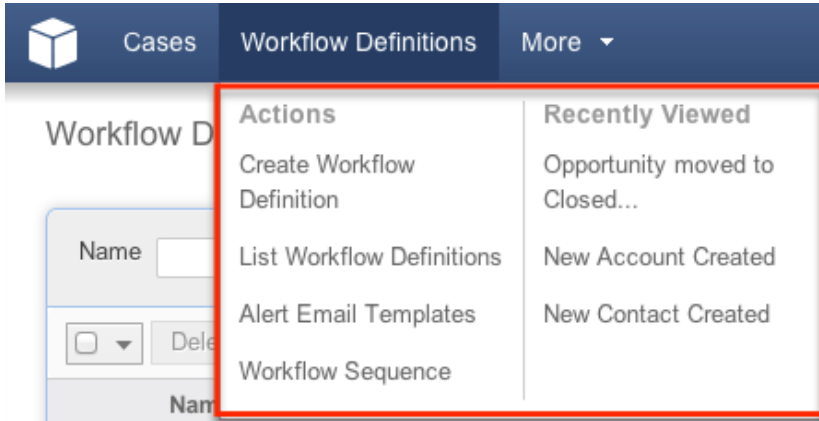 Cases Workflow Definitions More
Workflow D
Actions
Create Workflow
Definition
List Workflow Definitions
Alert Email Templates
Workflow Sequence
Recently Viewed
Opportunity moved to
Closed...
New Account Created
New Contact Created
Name
Dele
Nam